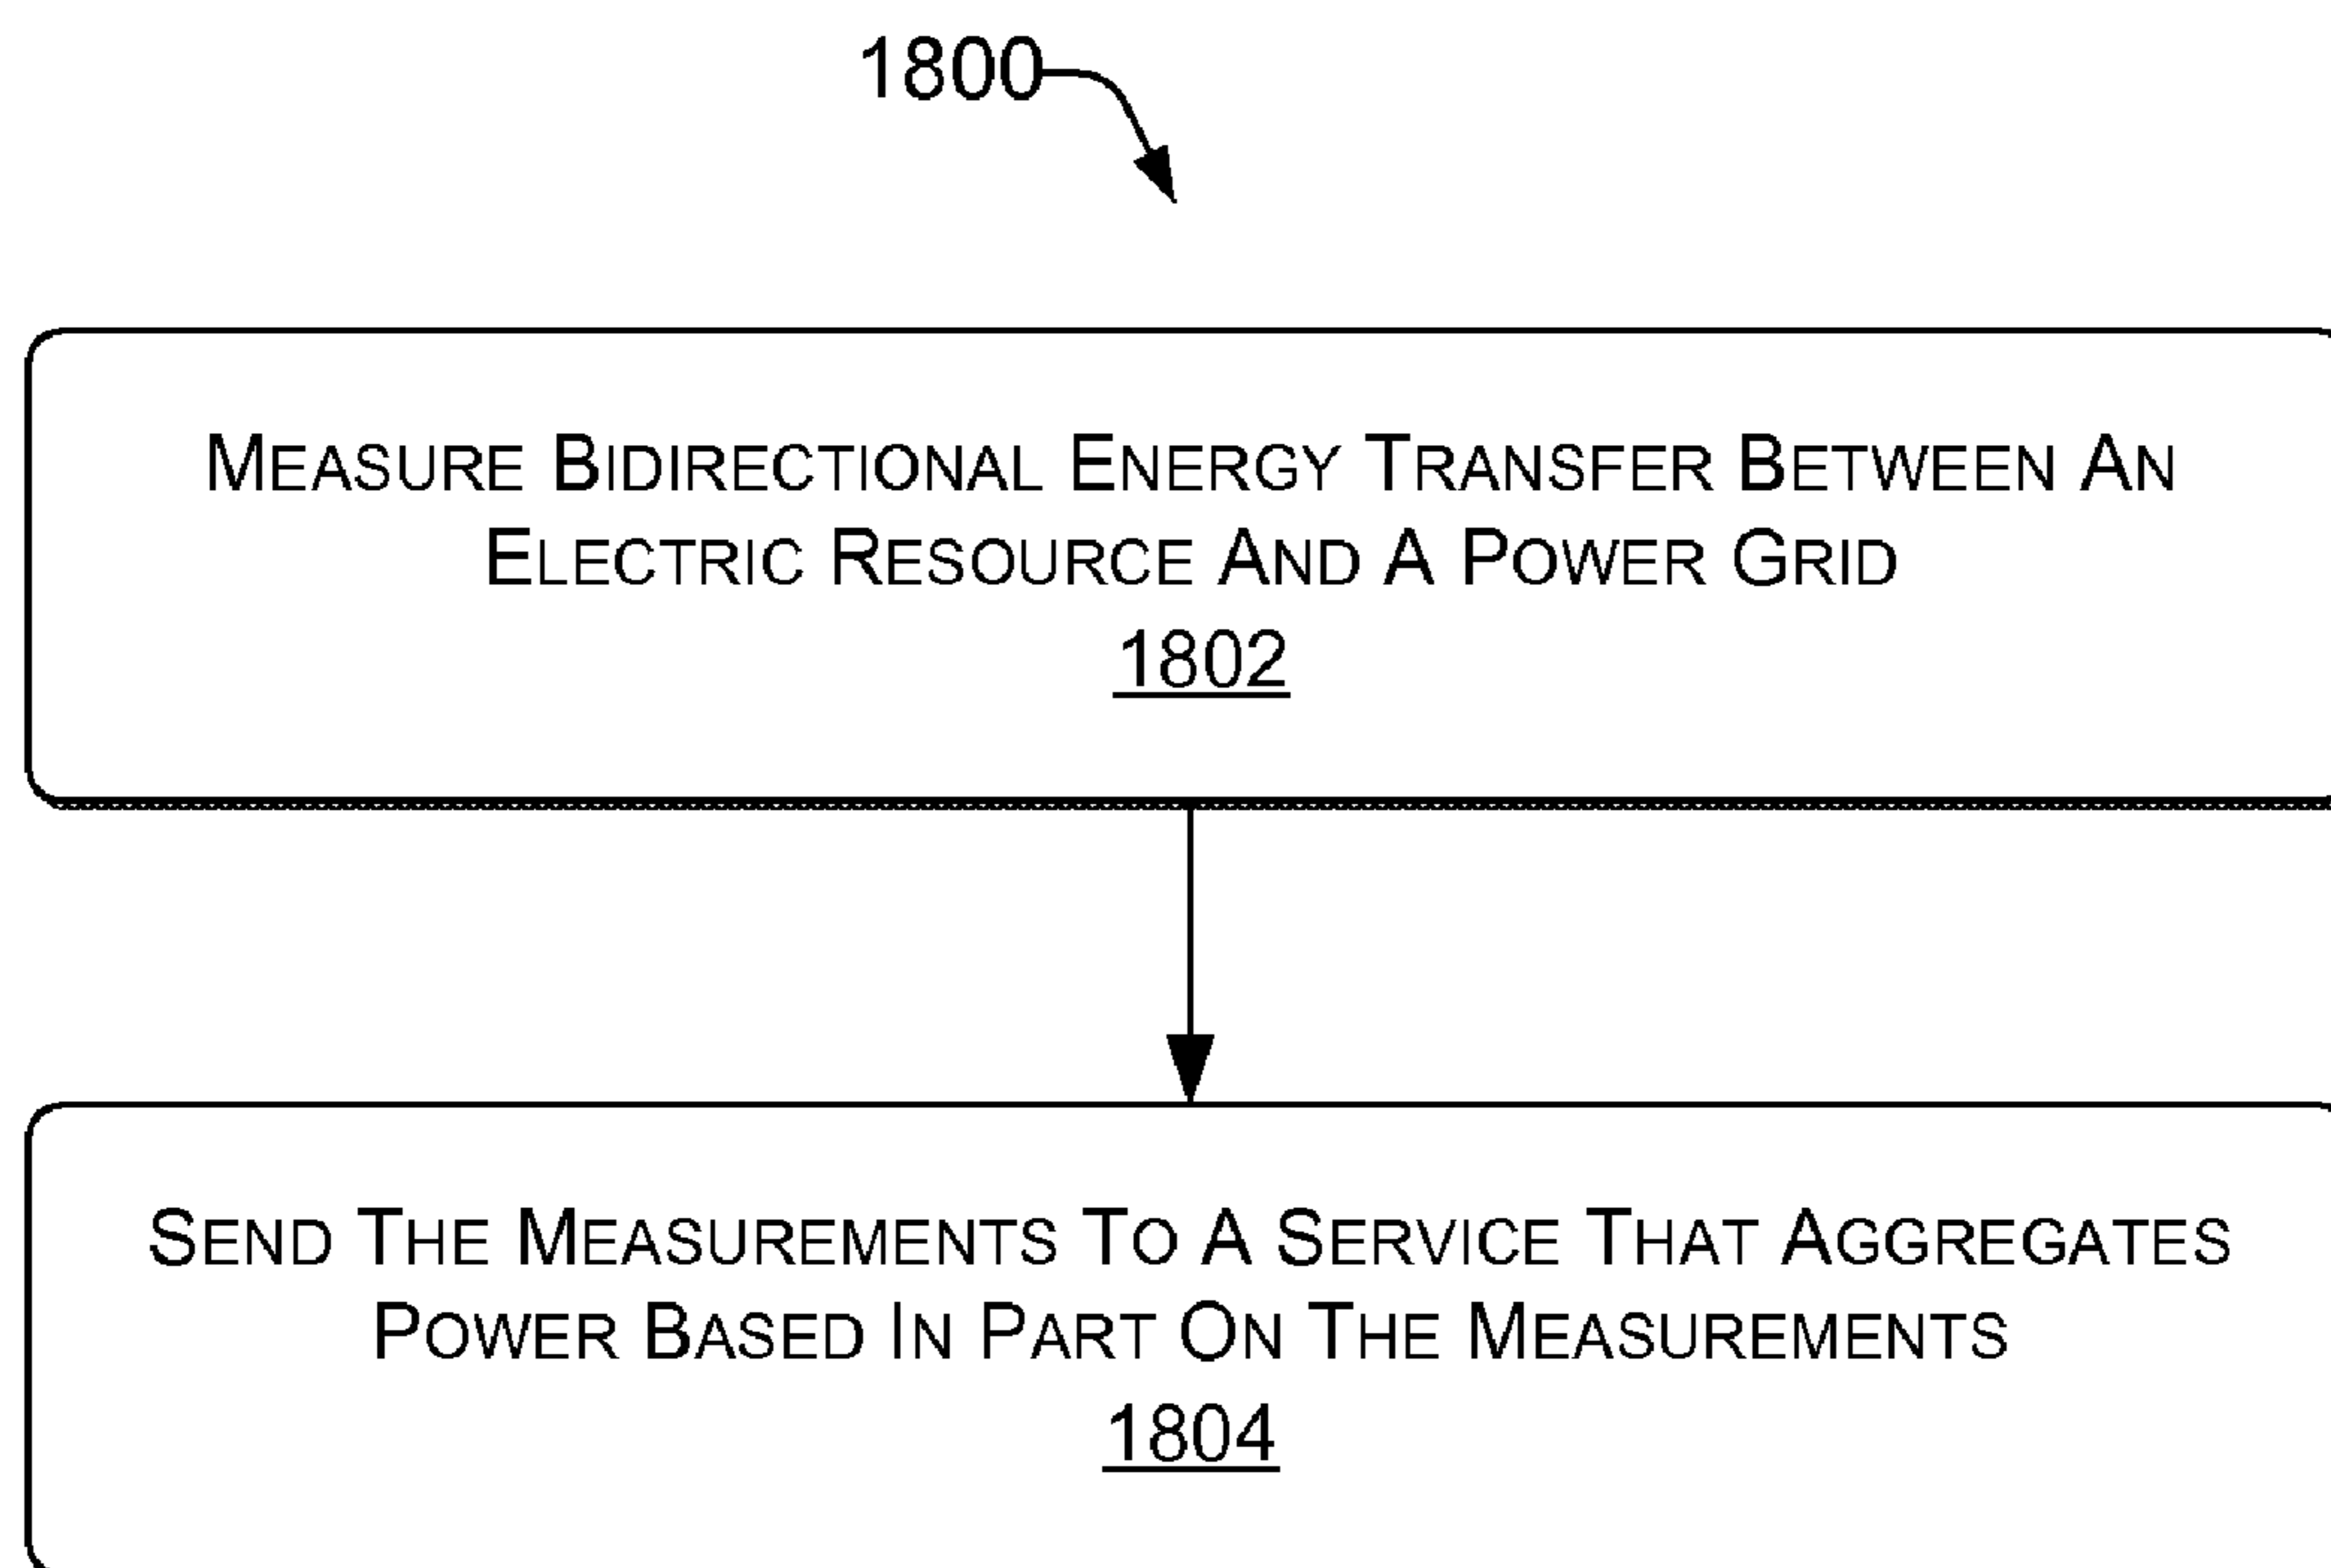 1800
MEASURE BIDIRECTIONAL ENERGY TRANSFER BETWEEN AN
ELECTRIC RESOURCE AND A POWER GRID
1802
SEND THE MEASUREMENTS TO A SERVICE THAT AGGREGATES
POWER BASED IN PART ON THE MEASUREMENTS
1804